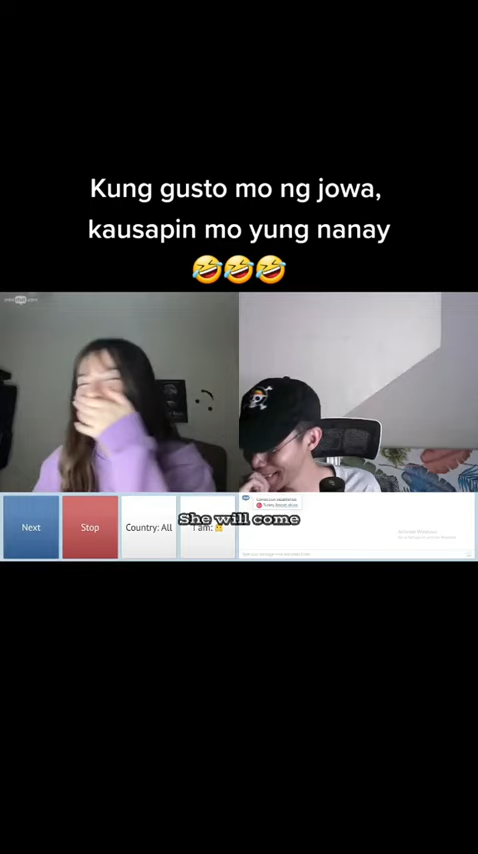 Kung gusto mo ng jowa,
kausapin mo yung nanay
🤣🤣🤣
Next
Stop
Country: All
I am:
She will come